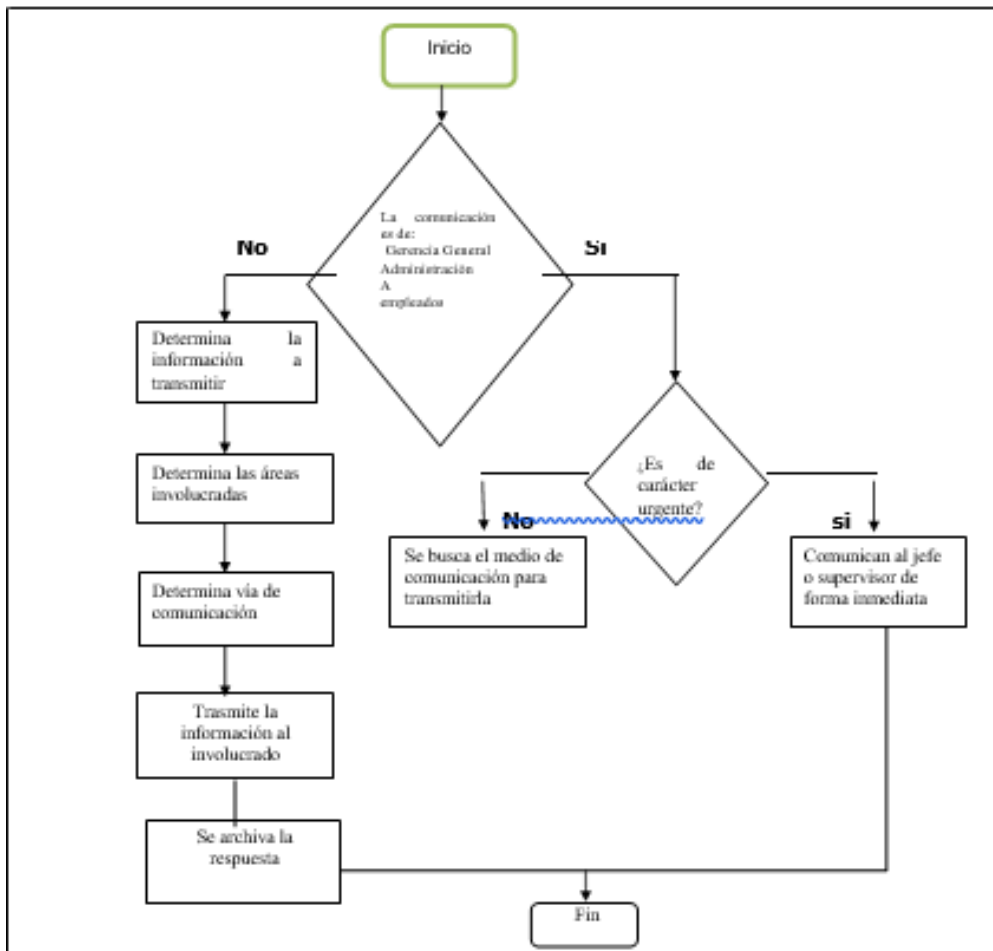 Inicio
La comunicación
es de:
Gerencia General
Administración
A
empleados
No
Si
Determina la
información a
transmitir
Determina las áreas
involucradas
¿Es de
carácter
urgente?
No
si
Se busca el medio de
comunicación para
transmitirla
Comunican al jefe
o supervisor de
forma inmediata
Determina vía de
comunicación
Trasmite la
información al
involucrado
Se archiva la
respuesta
Fin